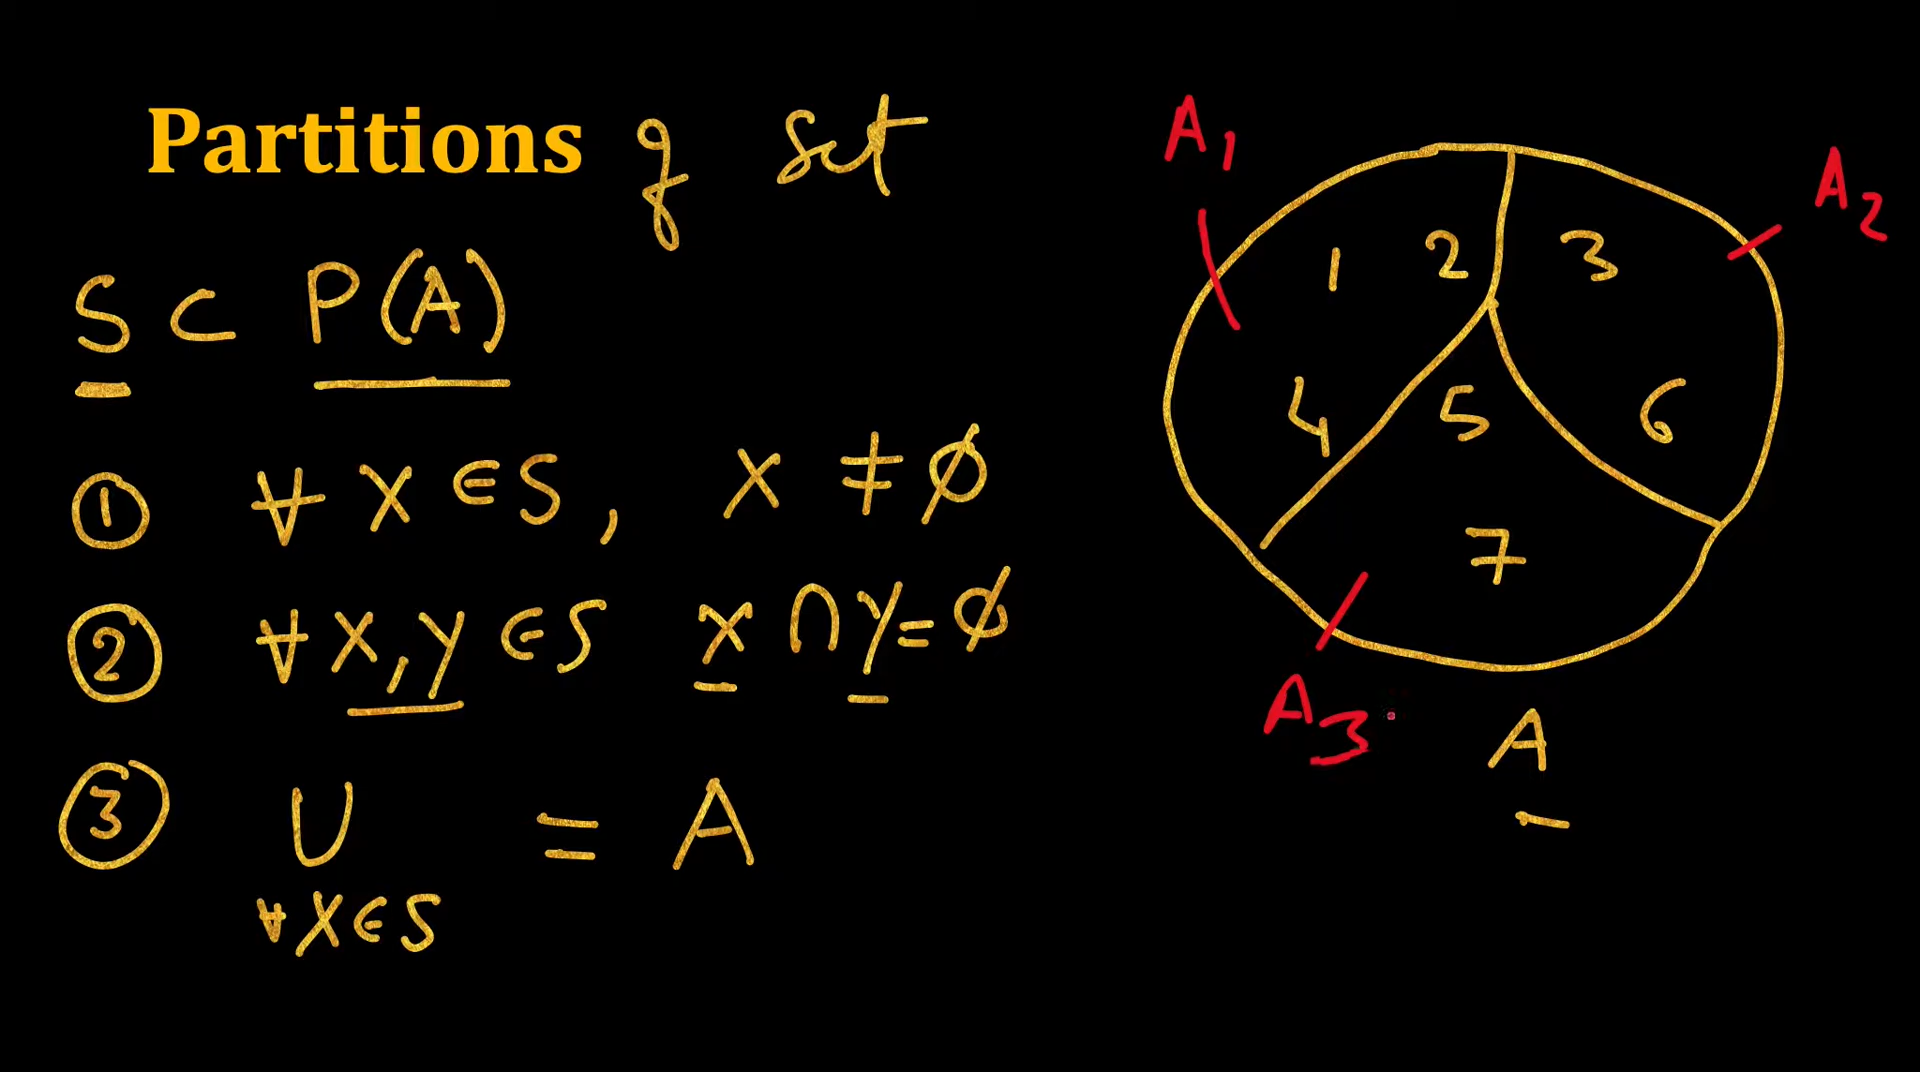 Partitions of set
S ⊂ P(A)
① ∀ X ∈ S , X ≠ ∅
② ∀ X, Y ∈ S X ∩ Y = ∅
③ ∪ = A
∀ X ∈ S
A1
A2
1 2 3
4 5 6
7
A3
A